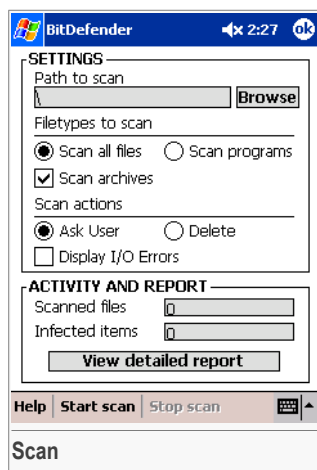 BitDefender 2:27 ok
SETTINGS
Path to scan
\ Browse
Filetypes to scan
Scan all files Scan programs
Scan archives
Scan actions
Ask User Delete
Display I/O Errors
ACTIVITY AND REPORT
Scanned files 0
Infected items 0
View detailed report
Help Start scan Stop scan
Scan